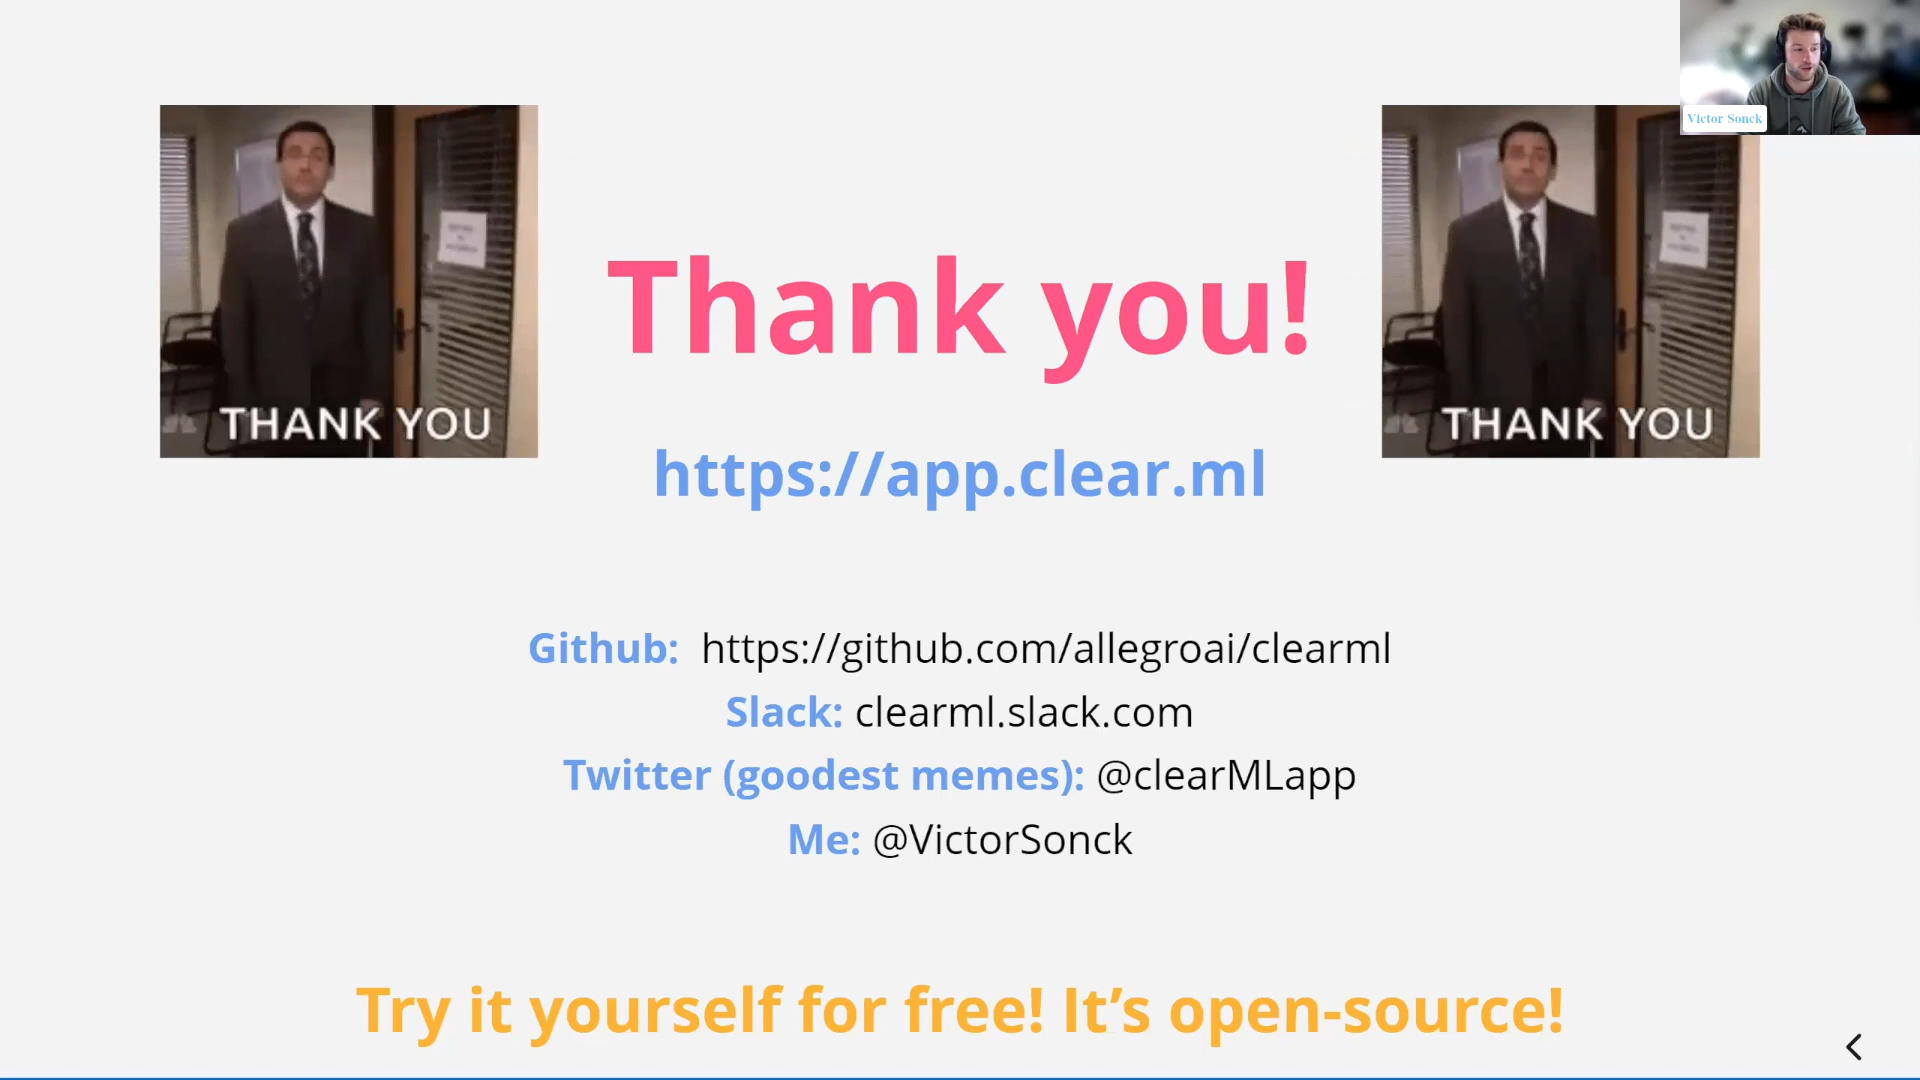 Victor Sonck
THANK YOU
THANK YOU
Thank you!
https://app.clear.ml
Github: https://github.com/allegroai/clearml
Slack: clearml.slack.com
Twitter (goodest memes): @clearMLapp
Me: @VictorSonck
Try it yourself for free! It’s open-source!